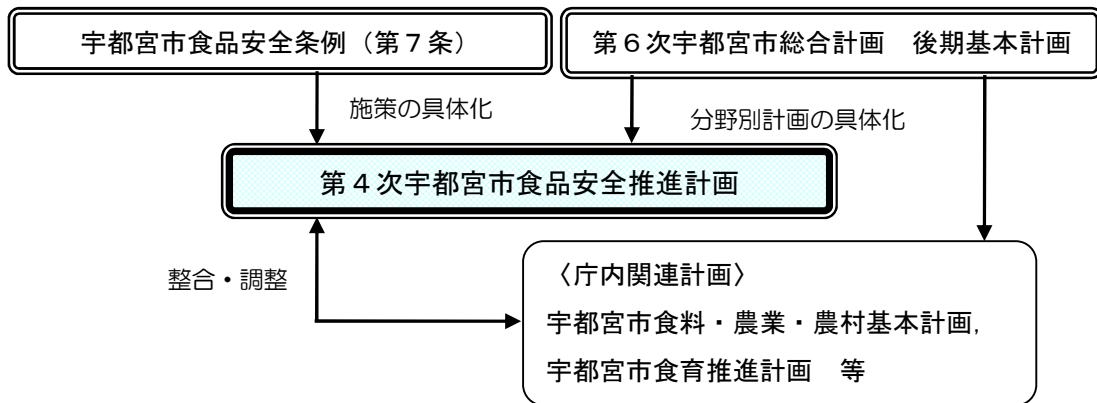 宇都宮市食品安全条例（第７条）
第６次宇都宮市総合計画　後期基本計画
施策の具体化
分野別計画の具体化
第４次宇都宮市食品安全推進計画
整合・調整
〈庁内関連計画〉
宇都宮市食料・農業・農村基本計画，
宇都宮市食育推進計画　等